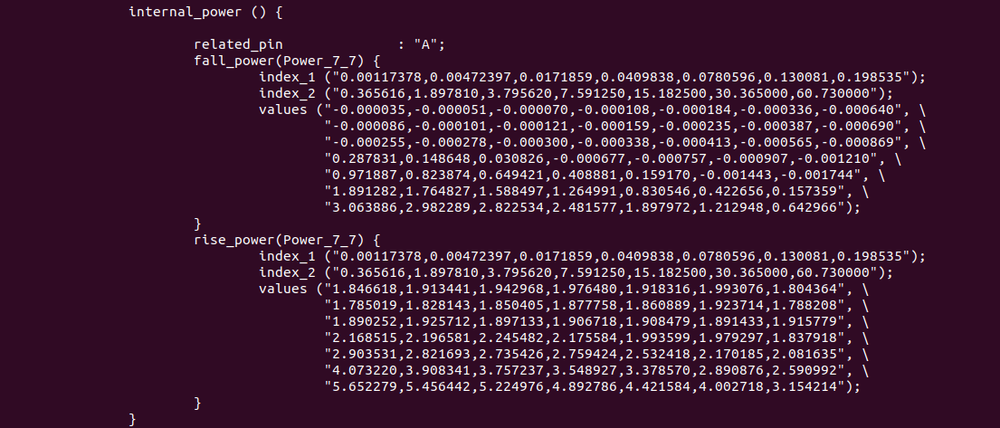 internal_power () {
related_pin : "A";
fall_power(Power_7_7) {
index_1 ("0.00117378,0.00472397,0.0171859,0.0409838,0.0780596,0.130081,0.198535");
index_2 ("0.365616,1.897810,3.795620,7.591250,15.182500,30.365000,60.730000");
values ("-0.000035,-0.000051,-0.000070,-0.000108,-0.000184,-0.000336,-0.000640", \
"-0.000086,-0.000101,-0.000121,-0.000159,-0.000235,-0.000387,-0.000690", \
"-0.000255,-0.000278,-0.000300,-0.000338,-0.000413,-0.000565,-0.000869", \
"0.287831,0.148648,0.030826,-0.000677,-0.000757,-0.000907,-0.001210", \
"0.971887,0.823874,0.649421,0.408881,0.159170,-0.001443,-0.001744", \
"1.891282,1.764827,1.588497,1.264991,0.830546,0.422656,0.157359", \
"3.063886,2.982289,2.822534,2.481577,1.897972,1.212948,0.642966");
}
rise_power(Power_7_7) {
index_1 ("0.00117378,0.00472397,0.0171859,0.0409838,0.0780596,0.130081,0.198535");
index_2 ("0.365616,1.897810,3.795620,7.591250,15.182500,30.365000,60.730000");
values ("1.846618,1.913441,1.942968,1.976480,1.918316,1.993076,1.804364", \
"1.785019,1.828143,1.850405,1.877758,1.860889,1.923714,1.788208", \
"1.890252,1.925712,1.897133,1.906718,1.908479,1.891433,1.915779", \
"2.168515,2.196581,2.245482,2.175584,1.993599,1.979297,1.837918", \
"2.903531,2.821693,2.735426,2.759424,2.532418,2.170185,2.081635", \
"4.073220,3.908341,3.757237,3.548927,3.378570,2.890876,2.590992", \
"5.652279,5.456442,5.224976,4.892786,4.421584,4.002718,3.154214");
}
}